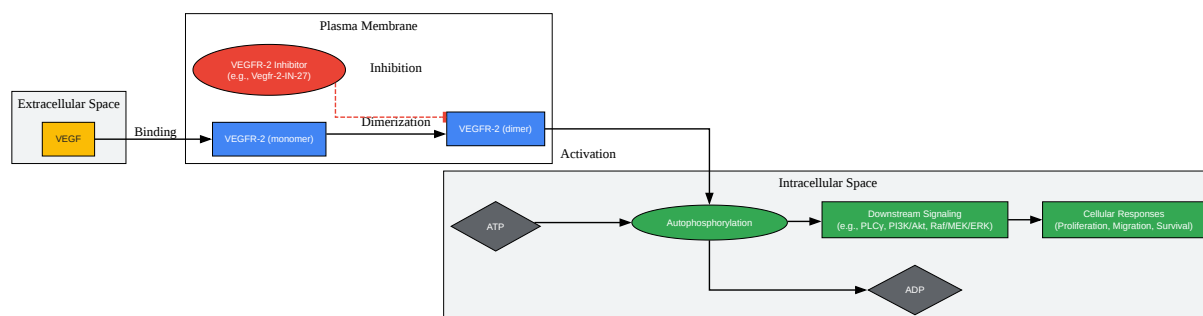 Plasma Membrane
VEGFR-2 Inhibitor
(e.g., Vegfr-2-IN-27)
Inhibition
Extracellular Space
VEGF
Binding
VEGFR-2 (monomer)
Dimerization
VEGFR-2 (dimer)
Activation
Intracellular Space
ATP
Autophosphorylation
Downstream Signaling
(e.g., PLCγ, PI3K/Akt, Raf/MEK/ERK)
Cellular Responses
(Proliferation, Migration, Survival)
ADP